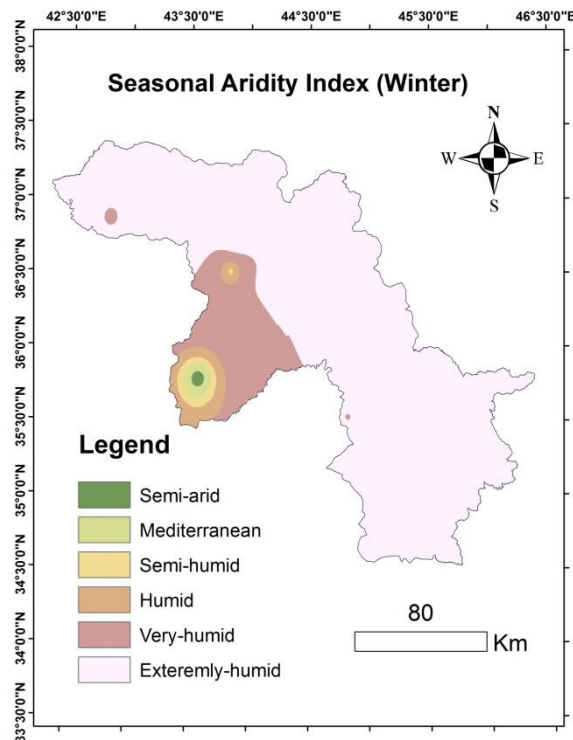 42°30'0"E 43°30'0"E 44°30'0"E 45°30'0"E 46°30'0"E
Seasonal Aridity Index (Winter)
N
W E
S
38°0'0"N
37°30'0"N
37°0'0"N
36°30'0"N
36°0'0"N
35°30'0"N
35°0'0"N
34°30'0"N
34°0'0"N
33°30'0"N
Legend
Semi-arid
Mediterranean
Semi-humid
Humid
Very-humid
Exteremly-humid
80
Km